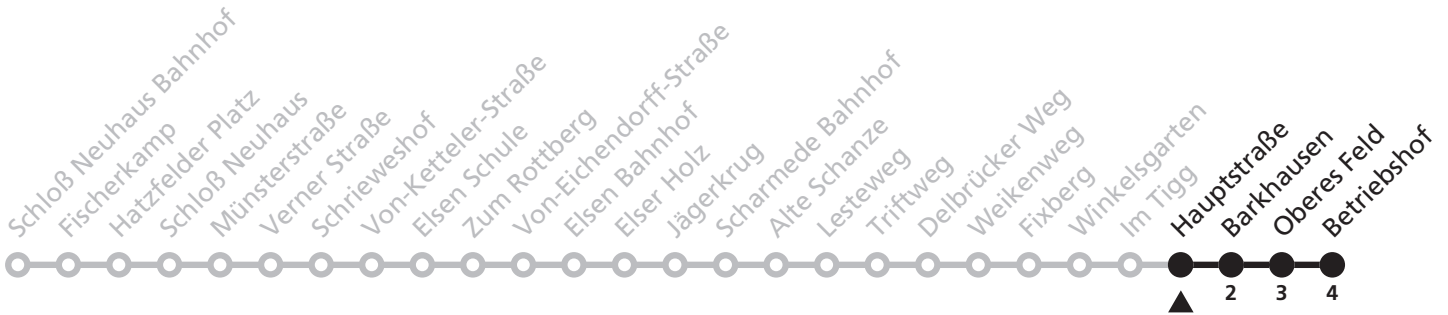 Schloß Neuhaus Bahnhof
Fischerkamp
Hatzfelder Platz
Schloß Neuhaus
Münsterstraße
Verner Straße
Schrieweshof
Von-Ketteler-Straße
Elsen Schule
Zum Rottberg
Von-Eichendorff-Straße
Elsen Bahnhof
Elser Holz
Jägerkrug
Scharmede Bahnhof
Alte Schanze
Lesteweg
Triftweg
Delbrücker Weg
Weikenweg
Fixberg
Winkelsgarten
Im Tigg
Hauptstraße
Barkhausen
Oberes Feld
Betriebshof
2 3 4